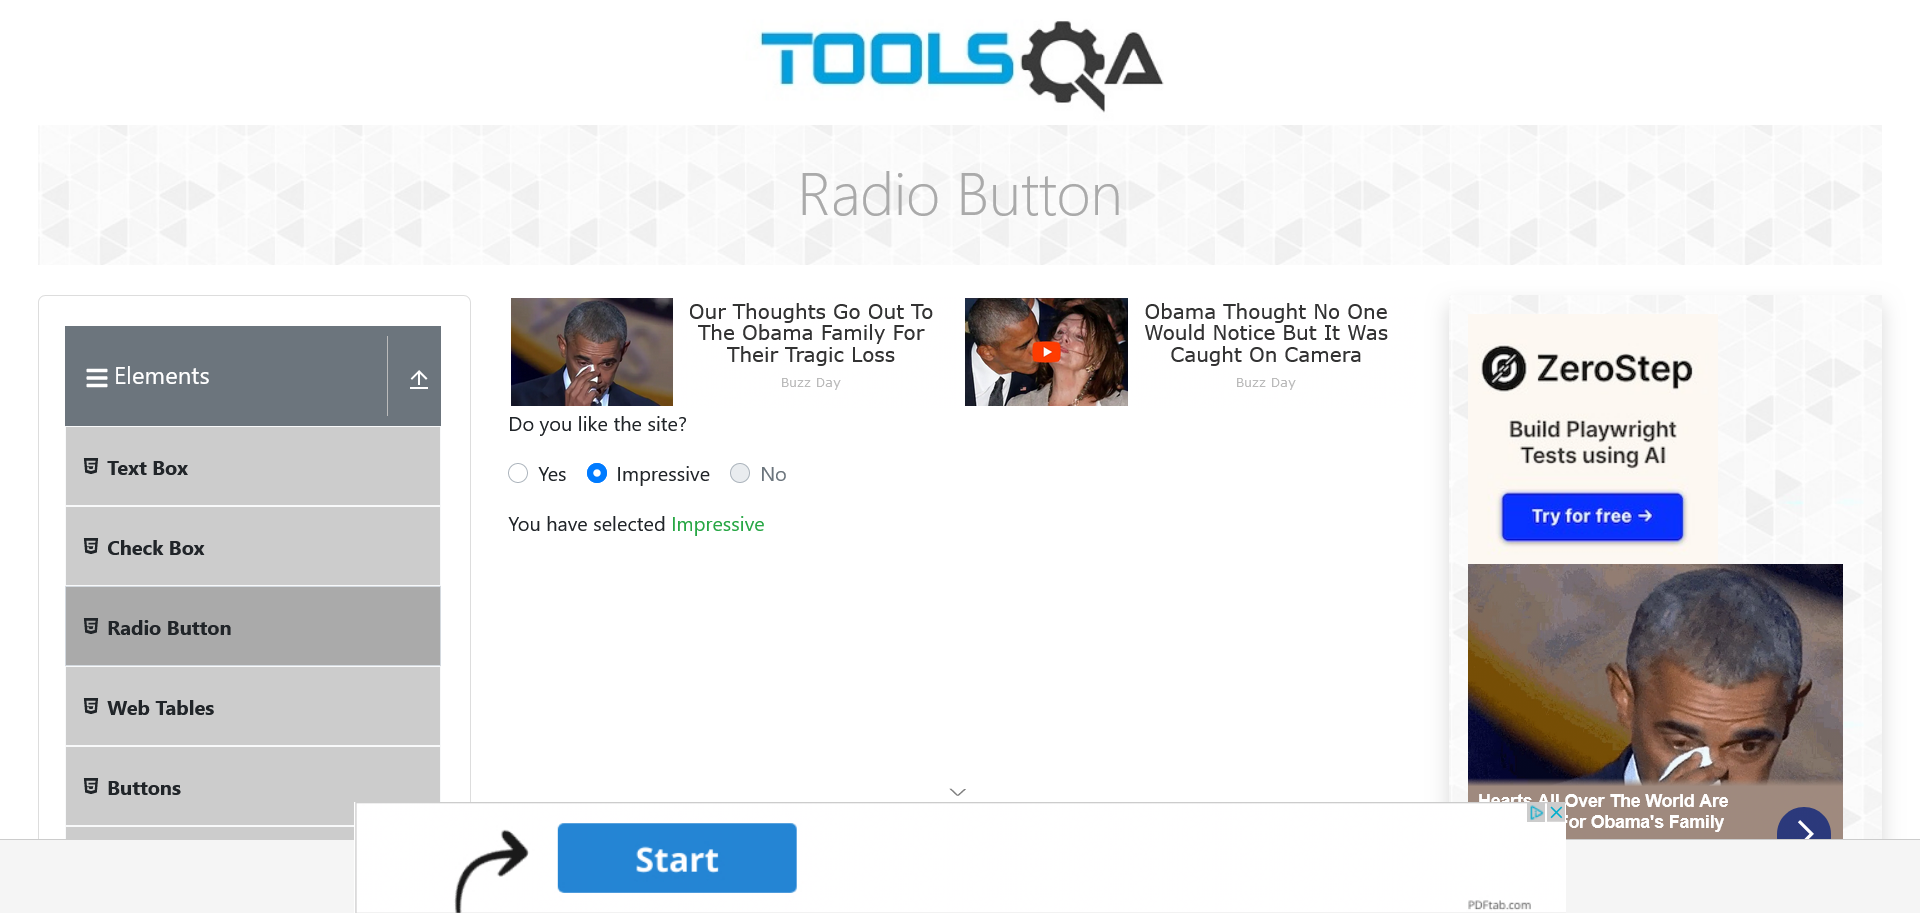 TOOLSQA
Radio Button
Elements
Text Box
Check Box
Radio Button
Web Tables
Buttons
Our Thoughts Go Out To
The Obama Family For
Their Tragic Loss
Buzz Day
Obama Thought No One
Would Notice But It Was
Caught On Camera
Buzz Day
Do you like the site?
Yes Impressive No
You have selected Impressive
ZeroStep
Build Playwright
Tests using AI
Try for free →
Hearts All Over The World Are
For Obama's Family
Start
PDFtab.com